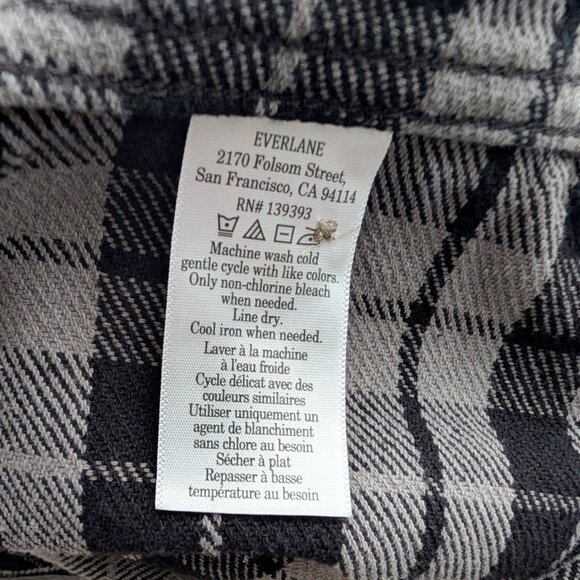 EVERLANE
2170 Folsom Street,
San Francisco, CA 94114
RN# 139393
Machine wash cold
gentle cycle with like colors.
Only non-chlorine bleach
when needed.
Line dry.
Cool iron when needed.
Laver à la machine
à l'eau froide
Cycle délicat avec des
couleurs similaires
Utiliser uniquement un
agent de blanchiment
sans chlore au besoin
Sécher à plat
Repasser à basse
température au besoin